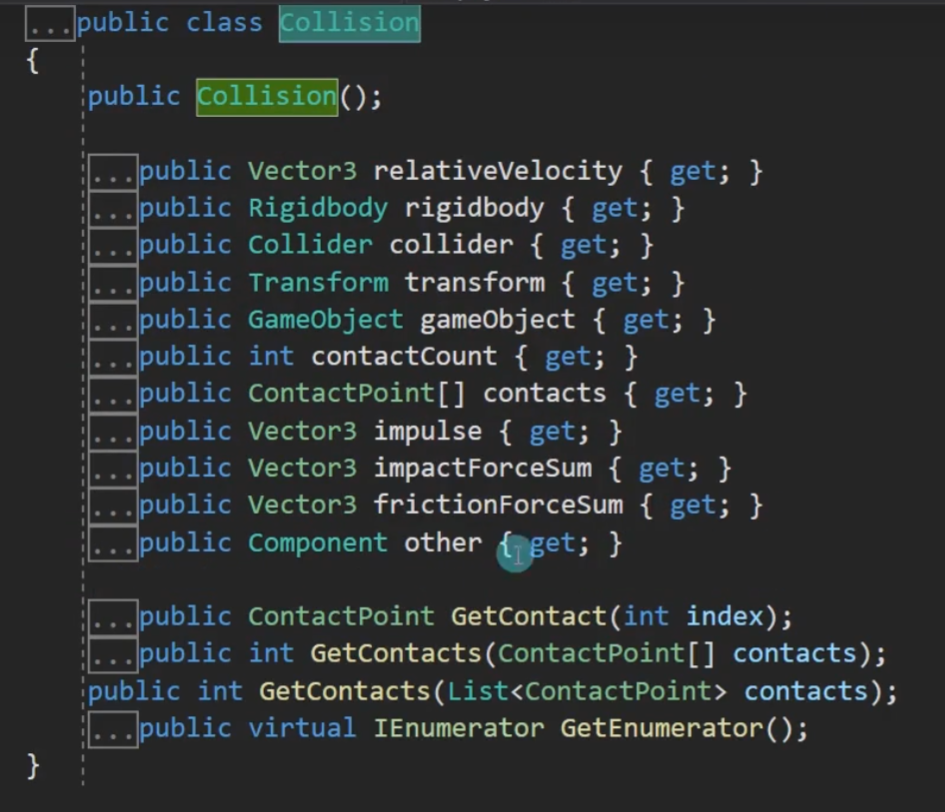 ...public class Collision
{
public Collision();
...public Vector3 relativeVelocity { get; }
...public Rigidbody rigidbody { get; }
...public Collider collider { get; }
...public Transform transform { get; }
...public GameObject gameObject { get; }
...public int contactCount { get; }
...public ContactPoint[] contacts { get; }
...public Vector3 impulse { get; }
...public Vector3 impactForceSum { get; }
...public Vector3 frictionForceSum { get; }
...public Component other { get; }
...public ContactPoint GetContact(int index);
...public int GetContacts(ContactPoint[] contacts);
public int GetContacts(List<ContactPoint> contacts);
...public virtual IEnumerator GetEnumerator();
}